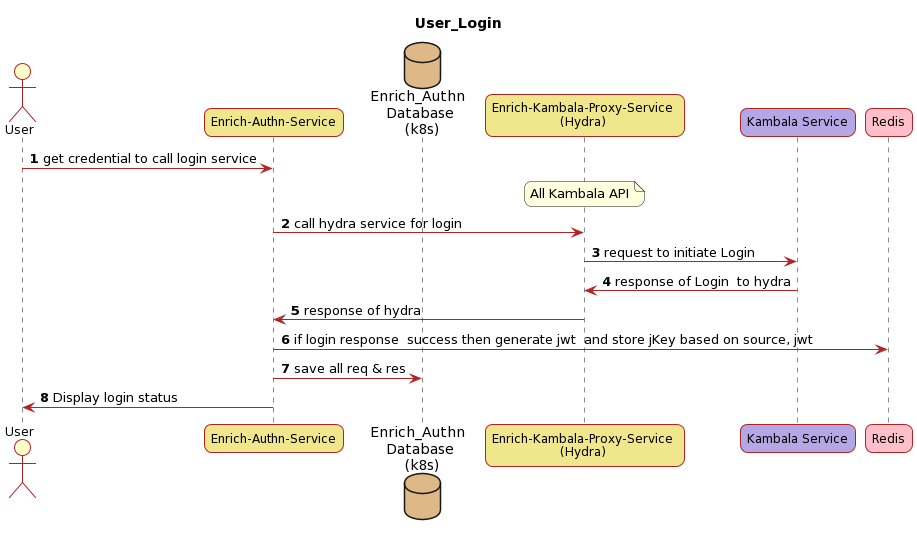 User_Login
User
Enrich-Authn-Service
Enrich_Authn
Database
(k8s)
Enrich-Kambala-Proxy-Service
(Hydra)
Kambala Service
Redis
1 get credential to call login service
All Kambala API
2 call hydra service for login
3 request to initiate Login
4 response of Login  to hydra
5 response of hydra
6 if login response  success then generate jwt  and store jKey based on source, jwt
7 save all req & res
8 Display login status
User
Enrich-Authn-Service
Enrich_Authn
Database
(k8s)
Enrich-Kambala-Proxy-Service
(Hydra)
Kambala Service
Redis